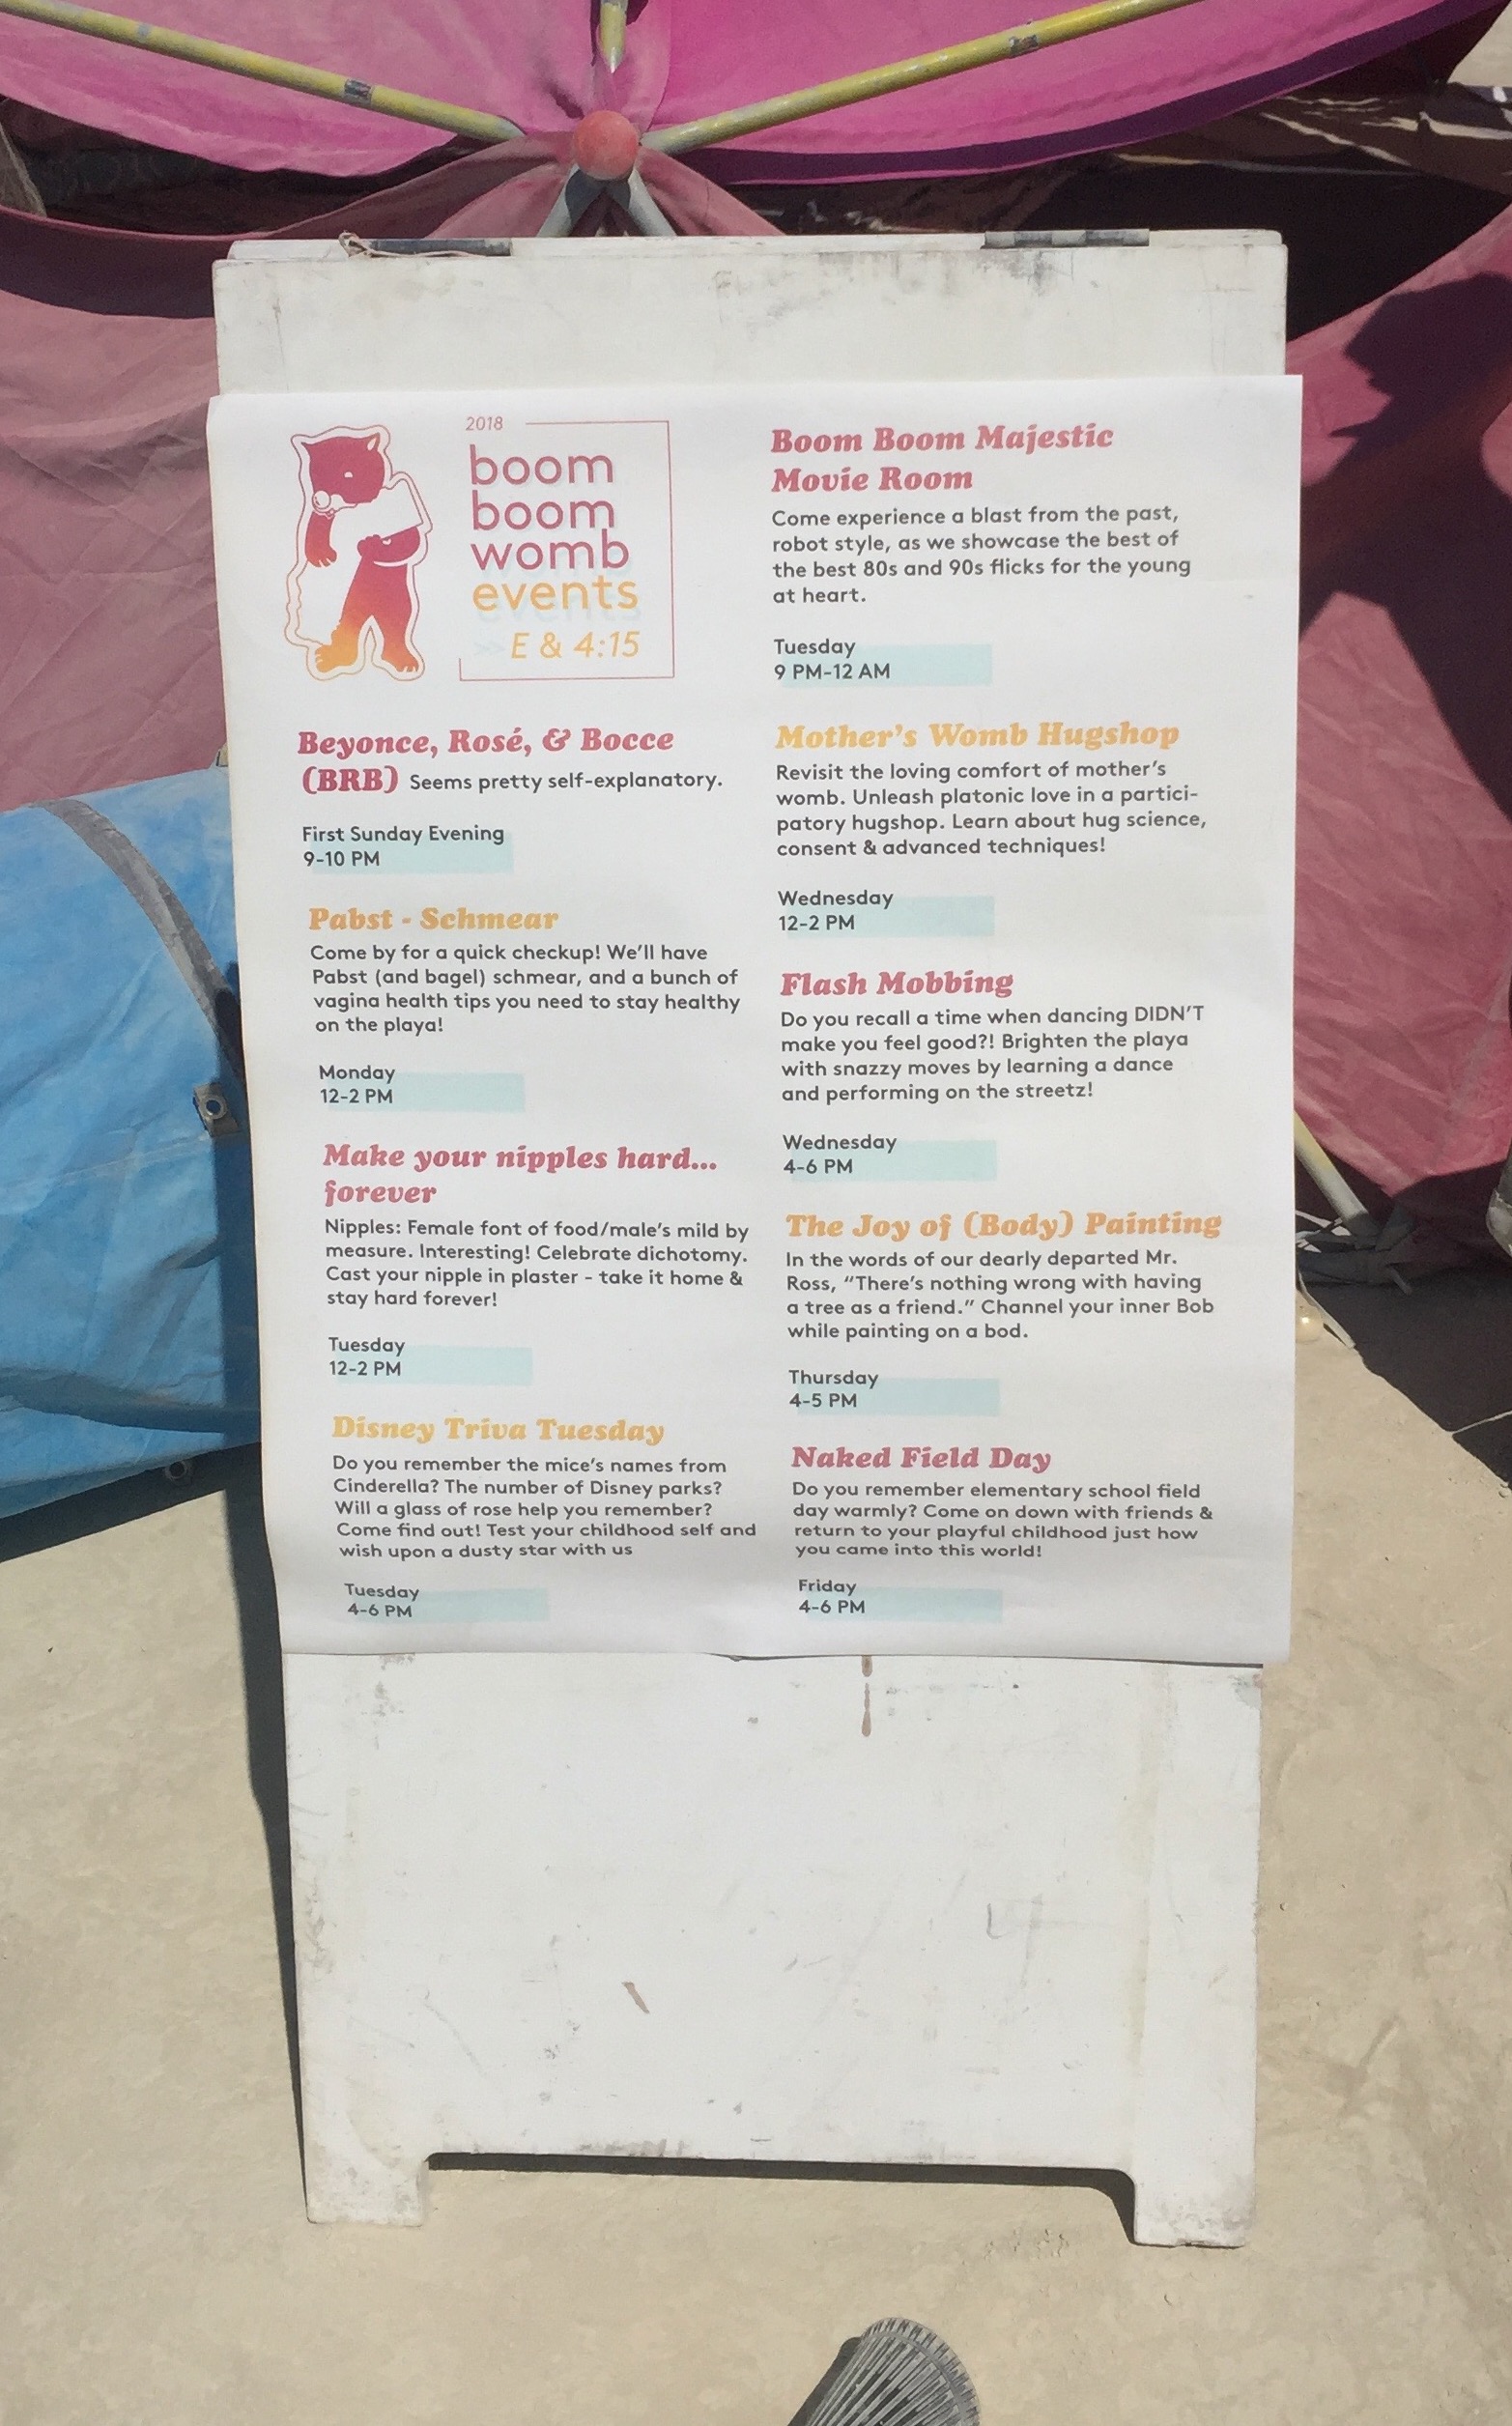 2018
boom
boom
womb
events
E & 4:15
Beyonce, Rosé, & Bocce
(BRB) Seems pretty self-explanatory.
First Sunday Evening
9-10 PM
Pabst - Schmear
Come by for a quick checkup! We'll have
Pabst (and bagel) schmear, and a bunch of
vagina health tips you need to stay healthy
on the playa!
Monday
12-2 PM
Make your nipples hard...
forever
Nipples: Female font of food/male's mild by
measure. Interesting! Celebrate dichotomy.
Cast your nipple in plaster - take it home &
stay hard forever!
Tuesday
12-2 PM
Disney Triva Tuesday
Do you remember the mice's names from
Cinderella? The number of Disney parks?
Will a glass of rose help you remember?
Come find out! Test your childhood self and
wish upon a dusty star with us
Tuesday
4-6 PM
Boom Boom Majestic
Movie Room
Come experience a blast from the past,
robot style, as we showcase the best of
the best 80s and 90s flicks for the young
at heart.
Tuesday
9 PM-12 AM
Mother's Womb Hugshop
Revisit the loving comfort of mother's
womb. Unleash platonic love in a partici-
patory hugshop. Learn about hug science,
consent & advanced techniques!
Wednesday
12-2 PM
Flash Mobbing
Do you recall a time when dancing DIDN'T
make you feel good?! Brighten the playa
with snazzy moves by learning a dance
and performing on the streetz!
Wednesday
4-6 PM
The Joy of (Body) Painting
In the words of our dearly departed Mr.
Ross, "There's nothing wrong with having
a tree as a friend." Channel your inner Bob
while painting on a bod.
Thursday
4-5 PM
Naked Field Day
Do you remember elementary school field
day warmly? Come on down with friends &
return to your playful childhood just how
you came into this world!
Friday
4-6 PM